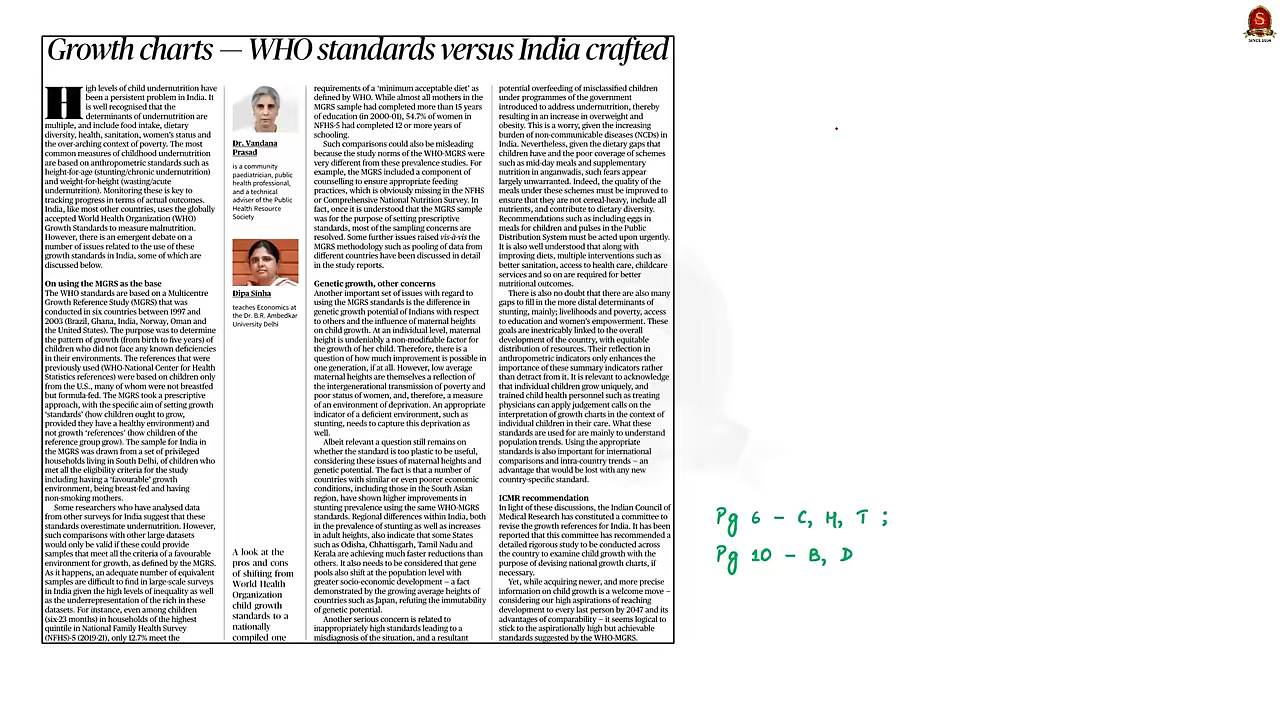 Growth charts — WHO standards versus India crafted
High levels of child undernutrition have
been a persistent problem in India. It
is well recognised that the
determinants of undernutrition are
multiple, and include food intake, dietary
diversity, health, sanitation, women's status and
the over-arching context of poverty. The most
common measures of childhood undernutrition
are based on anthropometric standards such as
height-for-age (stunting/chronic undernutrition)
and weight-for-height (wasting/acute
undernutrition). Monitoring these is key to
tracking progress in terms of actual outcomes.
India, like most other countries, uses the globally
accepted World Health Organization (WHO)
Growth Standards to measure malnutrition.
However, there is an emergent debate on a
number of issues related to the use of these
growth standards in India, some of which are
discussed below.
On using the MGRS as the base
The WHO standards are based on a Multicentre
Growth Reference Study (MGRS) that was
conducted in six countries between 1997 and
2003 (Brazil, Ghana, India, Norway, Oman and
the United States). The purpose was to determine
the pattern of growth (from birth to five years) of
children who did not face any known deficiencies
in their environments. The references that were
previously used (WHO-National Center for Health
Statistics references) were based on children only
from the U.S., many of whom were not breastfed
but formula-fed. The MGRS took a prescriptive
approach, with the specific aim of setting growth
'standards' (how children ought to grow,
provided they have a healthy environment) and
not growth 'references' (how children of the
reference group grow). The sample for India in
the MGRS was drawn from a set of privileged
households living in South Delhi, of children who
met all the eligibility criteria for the study
including having a 'favourable' growth
environment, being breast-fed and having
non-smoking mothers.
Some researchers who have analysed data
from other surveys for India suggest that these
standards overestimate undernutrition. However,
such comparisons with other large datasets
would only be valid if these could provide
samples that meet all the criteria of a favourable
environment for growth, as defined by the MGRS.
As it happens, an adequate number of equivalent
samples are difficult to find in large-scale surveys
in India given the high levels of inequality as well
as the underrepresentation of the rich in these
datasets. For instance, even among children
(six-23 months) in households of the highest
quintile in National Family Health Survey
(NFHS)-5 (2019-21), only 12.7% meet the
Dr. Vandana
Prasad
is a community
paediatrician, public
health professional,
and a technical
adviser of the Public
Health Resource
Society
Dipa Sinha
teaches Economics at
the Dr. B.R. Ambedkar
University Delhi
A look at the
pros and cons
of shifting from
World Health
Organization
child growth
standards to a
nationally
compiled one
requirements of a 'minimum acceptable diet' as
defined by WHO. While almost all mothers in the
MGRS sample had completed more than 15 years
of education (in 2000-01), 54.7% of women in
NFHS-5 had completed 12 or more years of
schooling.
Such comparisons could also be misleading
because the study norms of the WHO-MGRS were
very different from these prevalence studies. For
example, the MGRS included a component of
counselling to ensure appropriate feeding
practices, which is obviously missing in the NFHS
or Comprehensive National Nutrition Survey. In
fact, once it is understood that the MGRS sample
was for the purpose of setting prescriptive
standards, most of the sampling concerns are
resolved. Some further issues raised vis-à-vis the
MGRS methodology such as pooling of data from
different countries have been discussed in detail
in the study reports.
Genetic growth, other concerns
Another important set of issues with regard to
using the MGRS standards is the difference in
genetic growth potential of Indians with respect
to others and the influence of maternal heights
on child growth. At an individual level, maternal
height is undeniably a non-modifiable factor for
the growth of her child. Therefore, there is a
question of how much improvement is possible in
one generation, if at all. However, low average
maternal heights are themselves a reflection of
the intergenerational transmission of poverty and
poor status of women, and, therefore, a measure
of an environment of deprivation. An appropriate
indicator of a deficient environment, such as
stunting, needs to capture this deprivation as
well.
Albeit relevant a question still remains on
whether the standard is too plastic to be useful,
considering these issues of maternal heights and
genetic potential. The fact is that a number of
countries with similar or even poorer economic
conditions, including those in the South Asian
region, have shown higher improvements in
stunting prevalence using the same WHO-MGRS
standards. Regional differences within India, both
in the prevalence of stunting as well as increases
in adult heights, also indicate that some States
such as Odisha, Chhattisgarh, Tamil Nadu and
Kerala are achieving much faster reductions than
others. It also needs to be considered that gene
pools also shift at the population level with
greater socio-economic development — a fact
demonstrated by the growing average heights of
countries such as Japan, refuting the immutability
of genetic potential.
Another serious concern is related to
inappropriately high standards leading to a
misdiagnosis of the situation, and a resultant
potential overfeeding of misclassified children
under programmes of the government
introduced to address undernutrition, thereby
resulting in an increase in overweight and
obesity. This is a worry, given the increasing
burden of non-communicable diseases (NCDs) in
India. Nevertheless, given the dietary gaps that
children have and the poor coverage of schemes
such as mid-day meals and supplementary
nutrition in anganwadis, such fears appear
largely unwarranted. Indeed, the quality of the
meals under these schemes must be improved to
ensure that they are not cereal-heavy, include all
nutrients, and contribute to dietary diversity.
Recommendations such as including eggs in
meals for children and pulses in the Public
Distribution System must be acted upon urgently.
It is also well understood that along with
improving diets, multiple interventions such as
better sanitation, access to health care, childcare
services and so on are required for better
nutritional outcomes.
There is also no doubt that there are also many
gaps to fill in the more distal determinants of
stunting, mainly; livelihoods and poverty, access
to education and women's empowerment. These
goals are inextricably linked to the overall
development of the country, with equitable
distribution of resources. Their reflection in
anthropometric indicators only enhances the
importance of these summary indicators rather
than detract from it. It is relevant to acknowledge
that individual children grow uniquely, and
trained child health personnel such as treating
physicians can apply judgement calls on the
interpretation of growth charts in the context of
individual children in their care. What these
standards are used for are mainly to understand
population trends. Using the appropriate
standards is also important for international
comparisons and intra-country trends — an
advantage that would be lost with any new
country-specific standard.
ICMR recommendation
In light of these discussions, the Indian Council of
Medical Research has constituted a committee to
revise the growth references for India. It has been
reported that this committee has recommended a
detailed rigorous study to be conducted across
the country to examine child growth with the
purpose of devising national growth charts, if
necessary.
Yet, while acquiring newer, and more precise
information on child growth is a welcome move —
considering our high aspirations of reaching
development to every last person by 2047 and its
advantages of comparability — it seems logical to
stick to the aspirationally high but achievable
standards suggested by the WHO-MGRS.
Pg 6 - C, H, T ;
Pg 10 - B, D
S
SINCE 2004